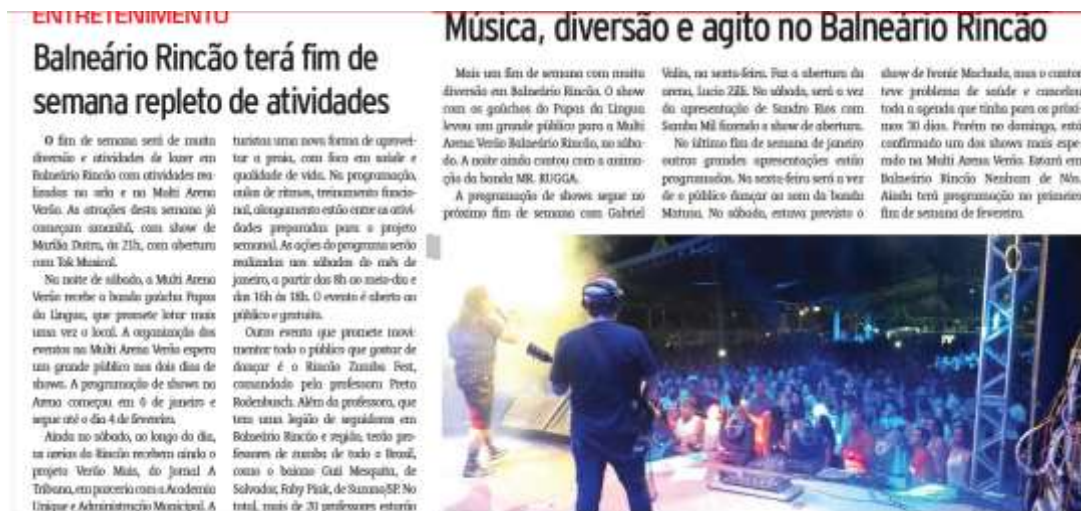 ENTRETENIMENTO
Balneário Rincão terá fim de
semana repleto de atividades
O fim de semana será de muita
diversão e atividades de lazer em
Balneário Rincão com atividades rea-
lizadas na orla e na Multi Arena
Verão. As atrações desta semana já
começam amanhã, com show de
Marília Dutra, às 21h, com abertura
com Tok Musical.
Na noite de sábado, a Multi Arena
Verão recebe a banda gaúcha Papas
da Língua, que promete lotar mais
uma vez o local. A organização dos
eventos na Multi Arena Verão espera
um grande público nos dois dias de
shows. A programação de shows na
Arena começou em 6 de janeiro e
segue até o dia 4 de fevereiro.
Ainda no sábado, ao longo do dia,
as areias do Rincão recebem ainda o
projeto Verão Mais, do Jornal A
Tribuna, em parceria com a Academia
Unique e Administração Municipal. A
turistas uma nova forma de aprovei-
tar a praia, com foco em saúde e
qualidade de vida. Na programação,
aulas de ritmos, treinamento funcio-
nal, alongamento estão entre as ativi-
dades preparadas para o projeto
semanal. As ações do programa serão
realizadas nos sábados do mês de
janeiro, a partir das 8h ao meio-dia e
das 16h às 18h. O evento é aberto ao
público e gratuito.
Outro evento que promete movi-
mentar todo o público que gostar de
dançar é o Rincão Zumba Fest,
comandado pela professora Preta
Rodenbusch. Além da professora, que
tem uma legião de seguidores em
Balneário Rincão e região, terão pro-
fessores de zumba de todo o Brasil,
como o baiano Guii Mesquita, de
Salvador, Faby Pink, de Suzano/SP. No
total, mais de 20 professores estarão
Música, diversão e agito no Balneário Rincão
Mais um fim de semana com muita
diversão em Balneário Rincão. O show
com os gaúchos do Papas da Língua
levou um grande público para a Multi
Arena Verão Balneário Rincão, no sába-
do. A noite ainda contou com a anima-
ção da banda MR. RUGGA.
A programação de shows segue no
próximo fim de semana com Gabriel
Valim, na sexta-feira. Faz a abertura da
arena, Lucio Zilli. No sábado, será a vez
da apresentação de Sandro Rios com
Samba Mil fazendo o show de abertura.
No último fim de semana de janeiro
outras grandes apresentações estão
programadas. Na sexta-feira será a vez
de o público dançar ao som da banda
Matusa. No sábado, estava previsto o
show de Ivonir Machado, mas o cantor
teve problema de saúde e cancelou
toda a agenda que tinha para os próxi-
mos 30 dias. Porém no domingo, está
confirmado um dos shows mais espe-
rado na Multi Arena Verão. Estará em
Balneário Rincão Nenhum de Nós.
Ainda terá programação no primeiro
fim de semana de fevereiro.